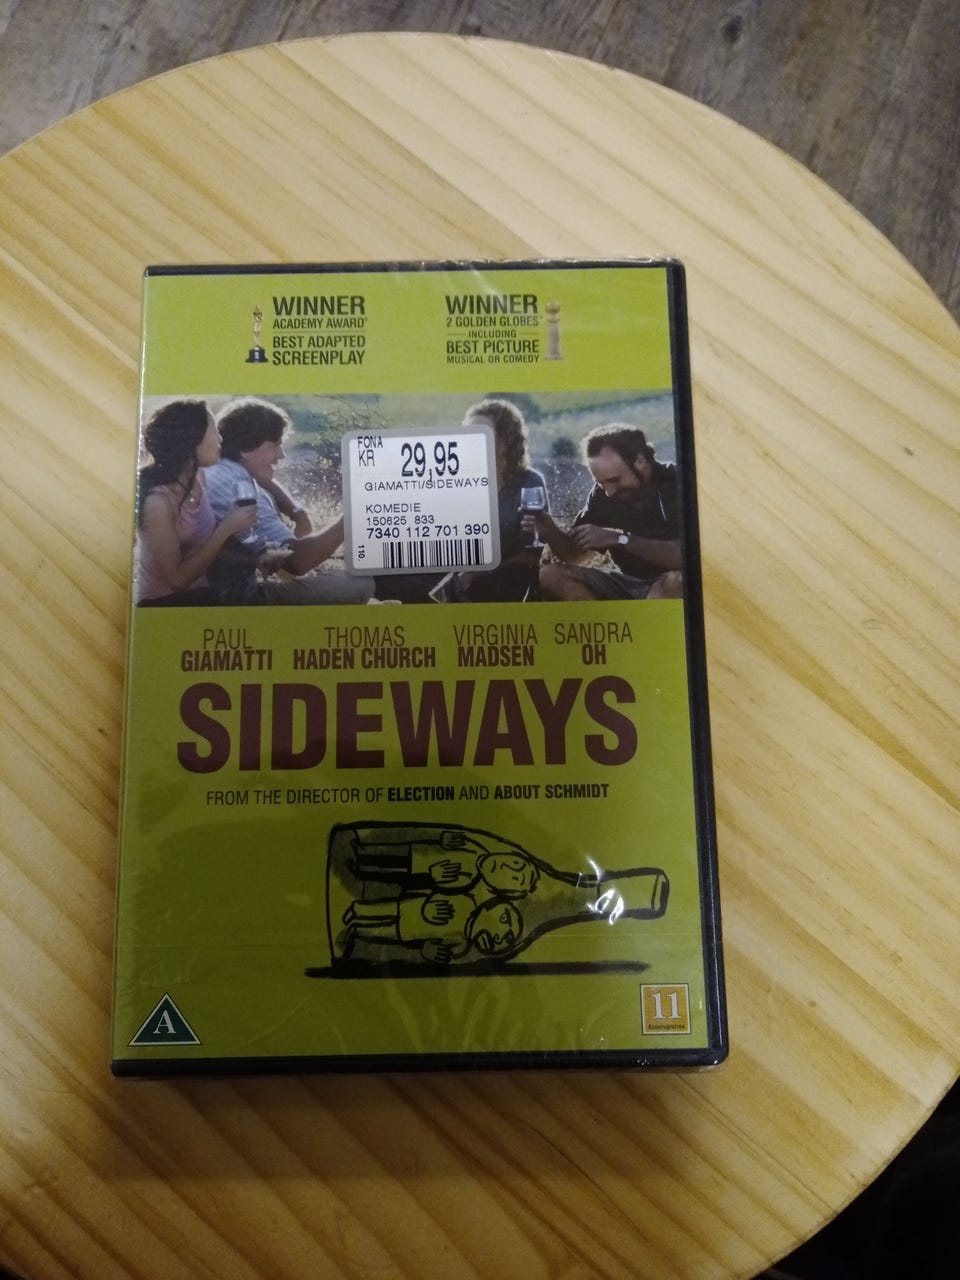 WINNER
ACADEMY AWARD®
BEST ADAPTED
SCREENPLAY
WINNER
2 GOLDEN GLOBES®
INCLUDING
BEST PICTURE
MUSICAL OR COMEDY
FONA
KR 29,95
GIAMATTI/SIDEWAYS
KOMEDIE
150625 833
7340 112 701 390
110
PAUL GIAMATTI
THOMAS HADEN CHURCH
VIRGINIA MADSEN
SANDRA OH
SIDEWAYS
FROM THE DIRECTOR OF ELECTION AND ABOUT SCHMIDT
A
11
Aldersgrense